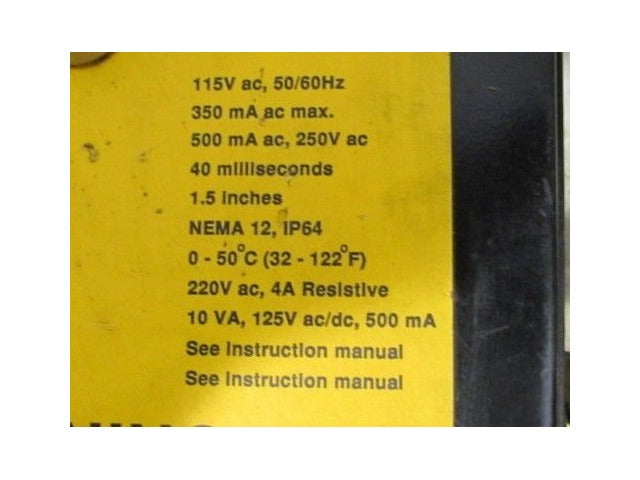 115V ac, 50/60Hz
350 mA ac max.
500 mA ac, 250V ac
40 milliseconds
1.5 inches
NEMA 12, IP64
0 - 50°C (32 - 122°F)
220V ac, 4A Resistive
10 VA, 125V ac/dc, 500 mA
See instruction manual
See instruction manual